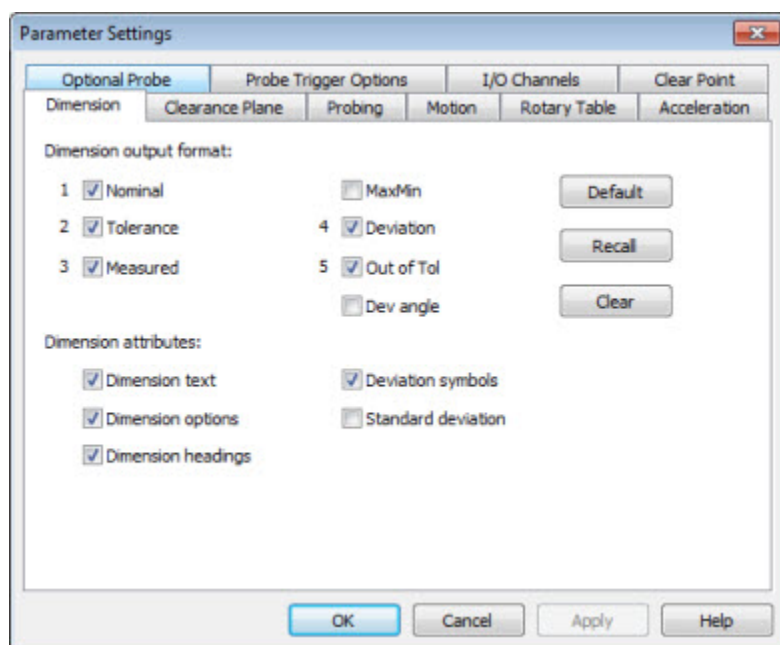 Parameter Settings
Optional Probe Probe Trigger Options I/O Channels Clear Point
Dimension Clearance Plane Probing Motion Rotary Table Acceleration
Dimension output format:
1 Nominal MaxMin Default
2 Tolerance 4 Deviation
Recall
3 Measured 5 Out of Tol
Dev angle Clear
Dimension attributes:
Dimension text Deviation symbols
Dimension options Standard deviation
Dimension headings
OK Cancel Apply Help